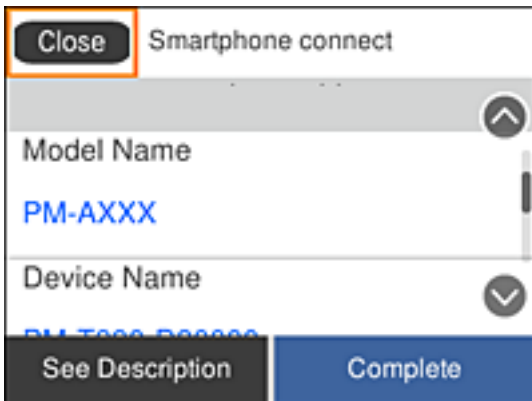 Close Smartphone connect
Model Name
PM-AXXX
Device Name
See Description Complete